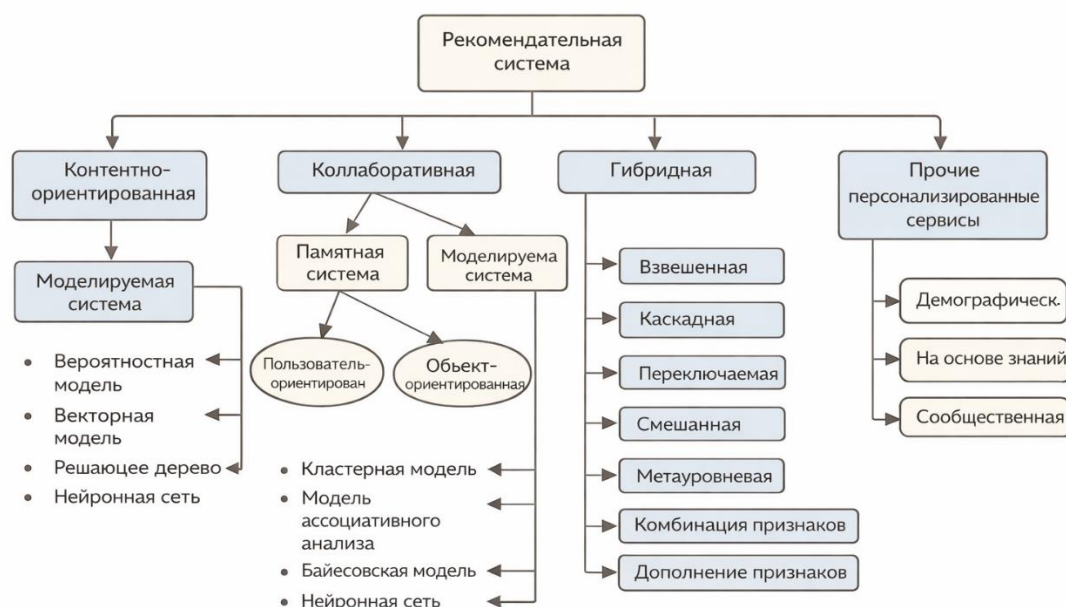 Рекомендательная
система
Контентно-
ориентированная
Моделируемая
система
• Вероятностная
модель
• Векторная
модель
• Решающее дерево
• Нейронная сеть
Коллаборативная
Памятная
система
Моделируема
система
Пользователь-
ориентирован
Обьект-
ориентированная
• Кластерная модель
• Модель
ассоциативного
анализа
• Байесовская модель
• Нейронная сеть
Гибридная
Взвешенная
Каскадная
Переключаемая
Смешанная
Метауровневая
Комбинация признаков
Дополнение признаков
Прочие
персонализированные
сервисы
Демографическ.
На основе знаний
Сообщественная